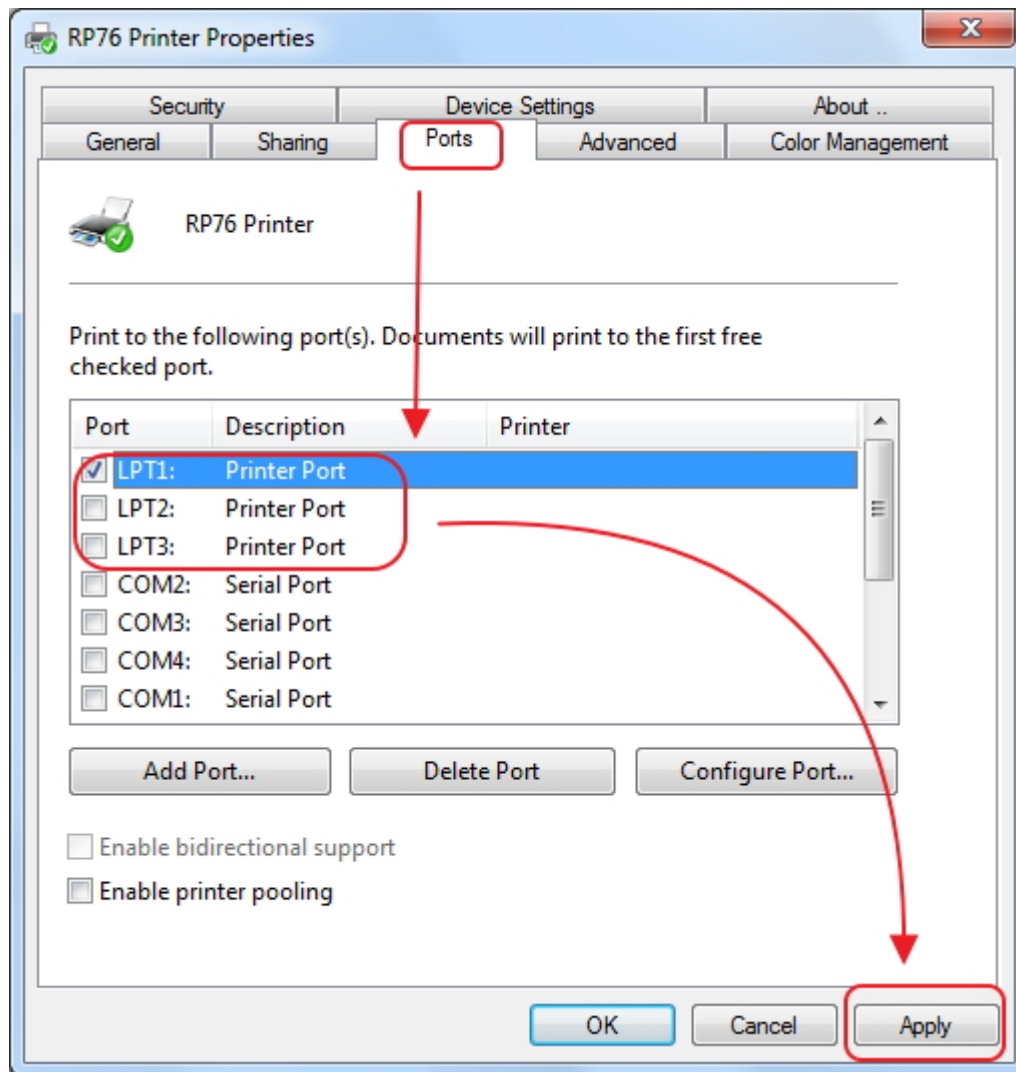 RP76 Printer Properties
X
Security Device Settings About ..
General Sharing Ports Advanced Color Management
RP76 Printer
Print to the following port(s). Documents will print to the first free
checked port.
Port Description Printer
LPT1: Printer Port
LPT2: Printer Port
LPT3: Printer Port
COM2: Serial Port
COM3: Serial Port
COM4: Serial Port
COM1: Serial Port
Add Port... Delete Port Configure Port...
Enable bidirectional support
Enable printer pooling
OK Cancel Apply